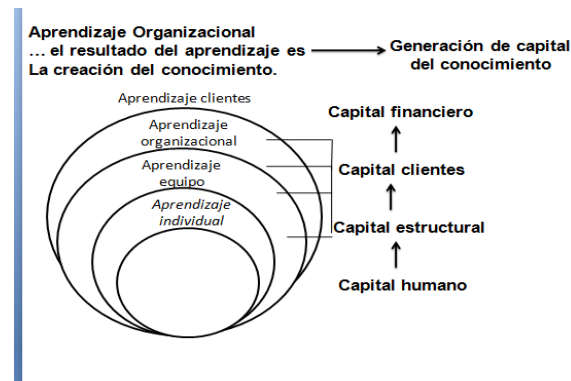 Aprendizaje Organizacional
… el resultado del aprendizaje es
La creación del conocimiento.
Generación de capital
del conocimiento
Aprendizaje clientes
Aprendizaje
organizacional
Aprendizaje
equipo
Aprendizaje
individual
Capital financiero
Capital clientes
Capital estructural
Capital humano